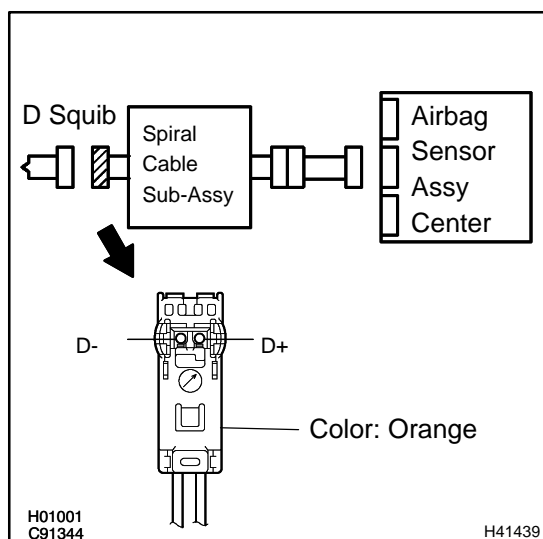 D Squib
Spiral
Cable
Sub-Assy
Airbag
Sensor
Assy
Center
D-
D+
Color: Orange
H01001
C91344
H41439